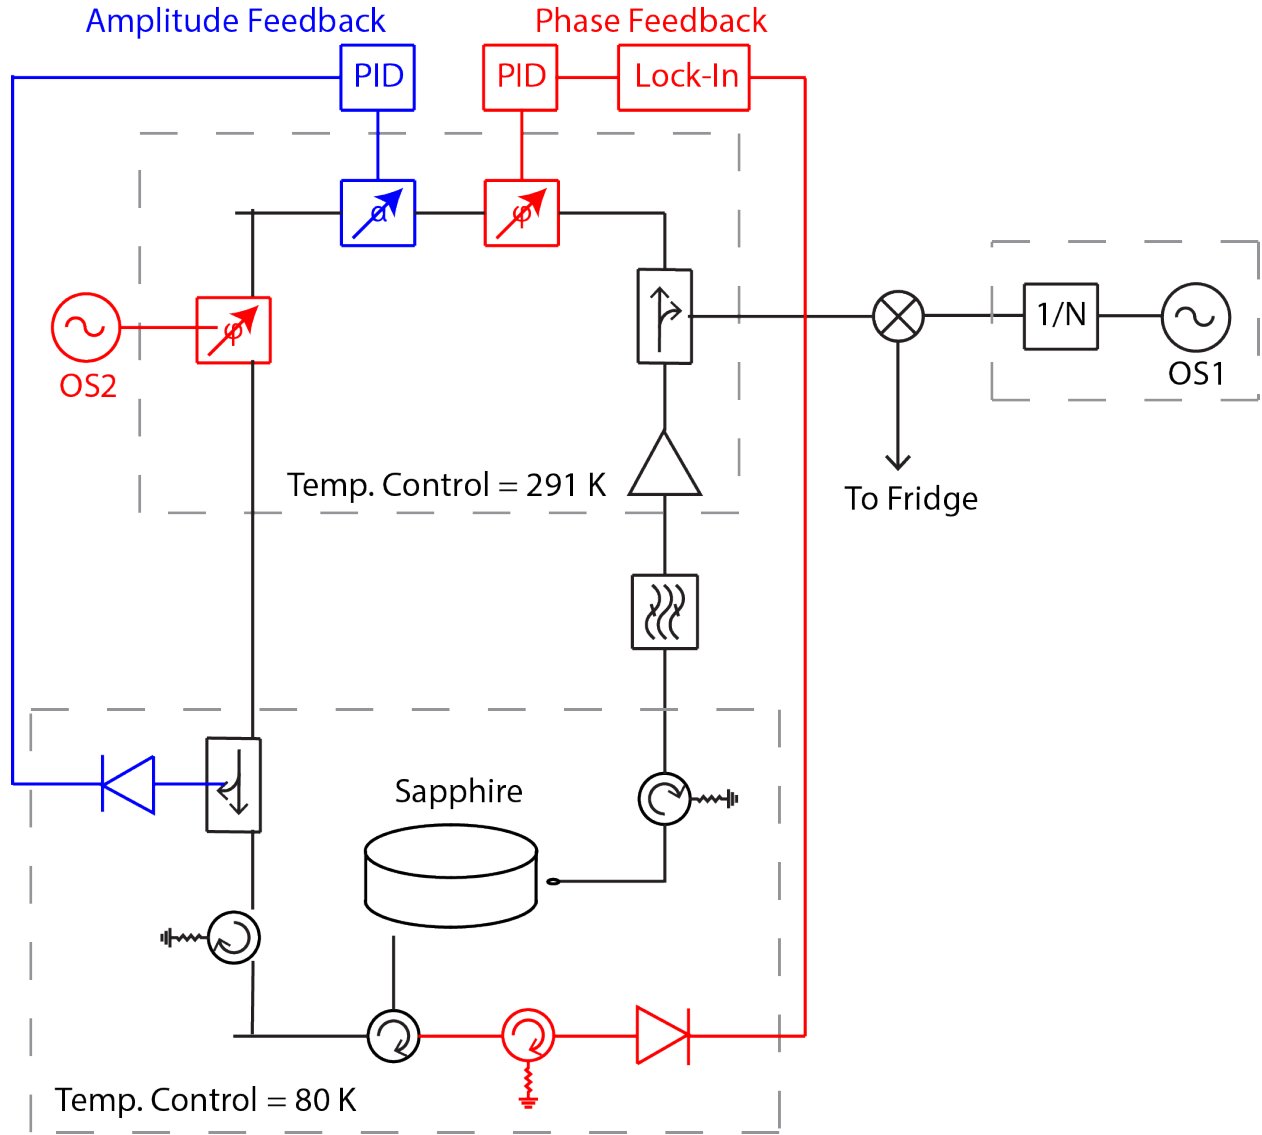 Amplitude Feedback
Phase Feedback
PID
PID
Lock-In
α
φ
φ
OS2
1/N
OS1
Temp. Control = 291 K
To Fridge
Sapphire
Temp. Control = 80 K